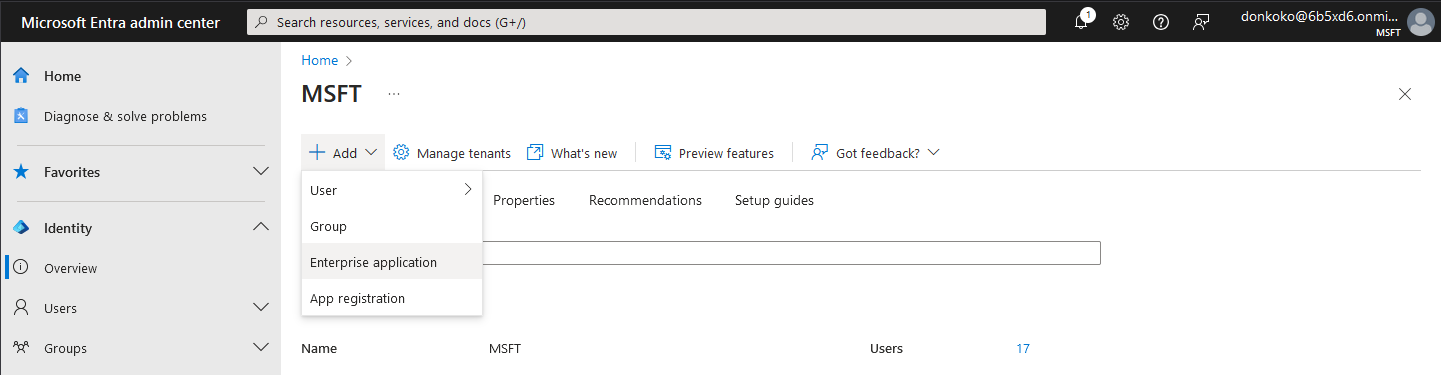 Microsoft Entra admin center
Search resources, services, and docs (G+/)
1
donkoko@6b5xd6.onmi...
MSFT
Home
Diagnose & solve problems
Favorites
Identity
Overview
Users
Groups
Home
MSFT
...
Add
Manage tenants
What's new
Preview features
Got feedback?
User
Group
Enterprise application
App registration
Properties
Recommendations
Setup guides
Name
MSFT
Users
17